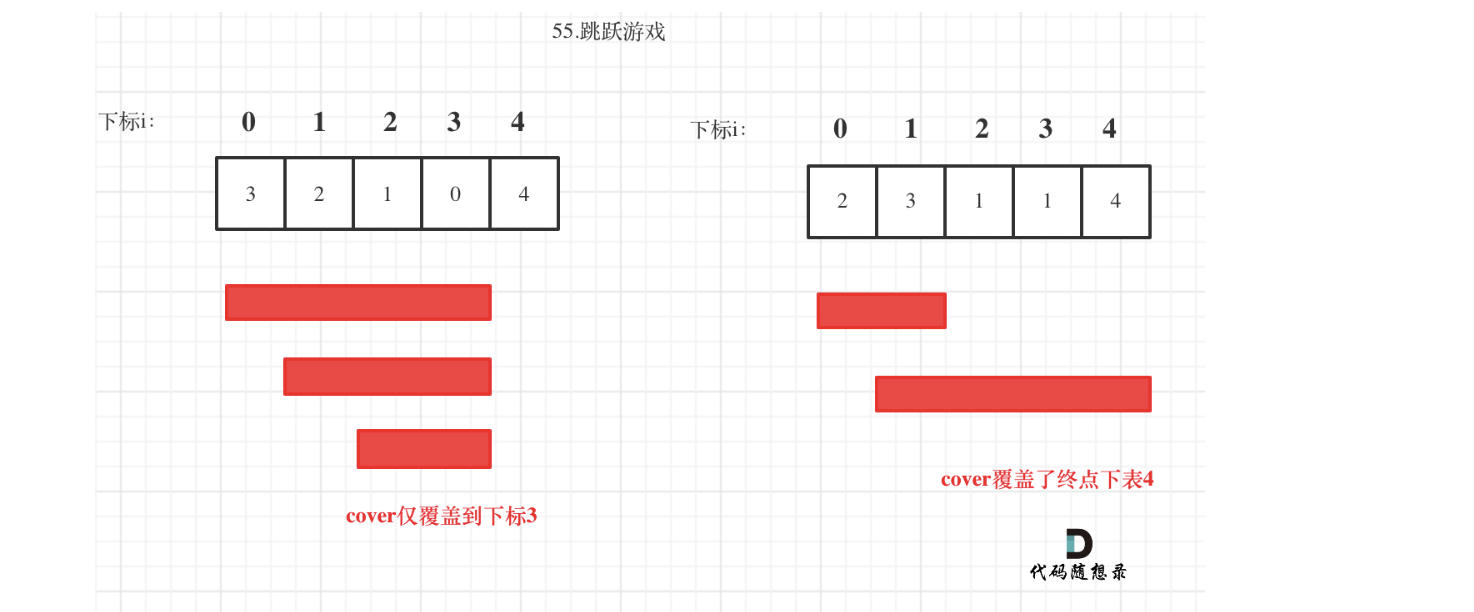 55.跳跃游戏
下标i:
0 1 2 3 4
3 2 1 0 4
cover仅覆盖到下标3
下标i:
0 1 2 3 4
2 3 1 1 4
cover覆盖了终点下表4
代码随想录